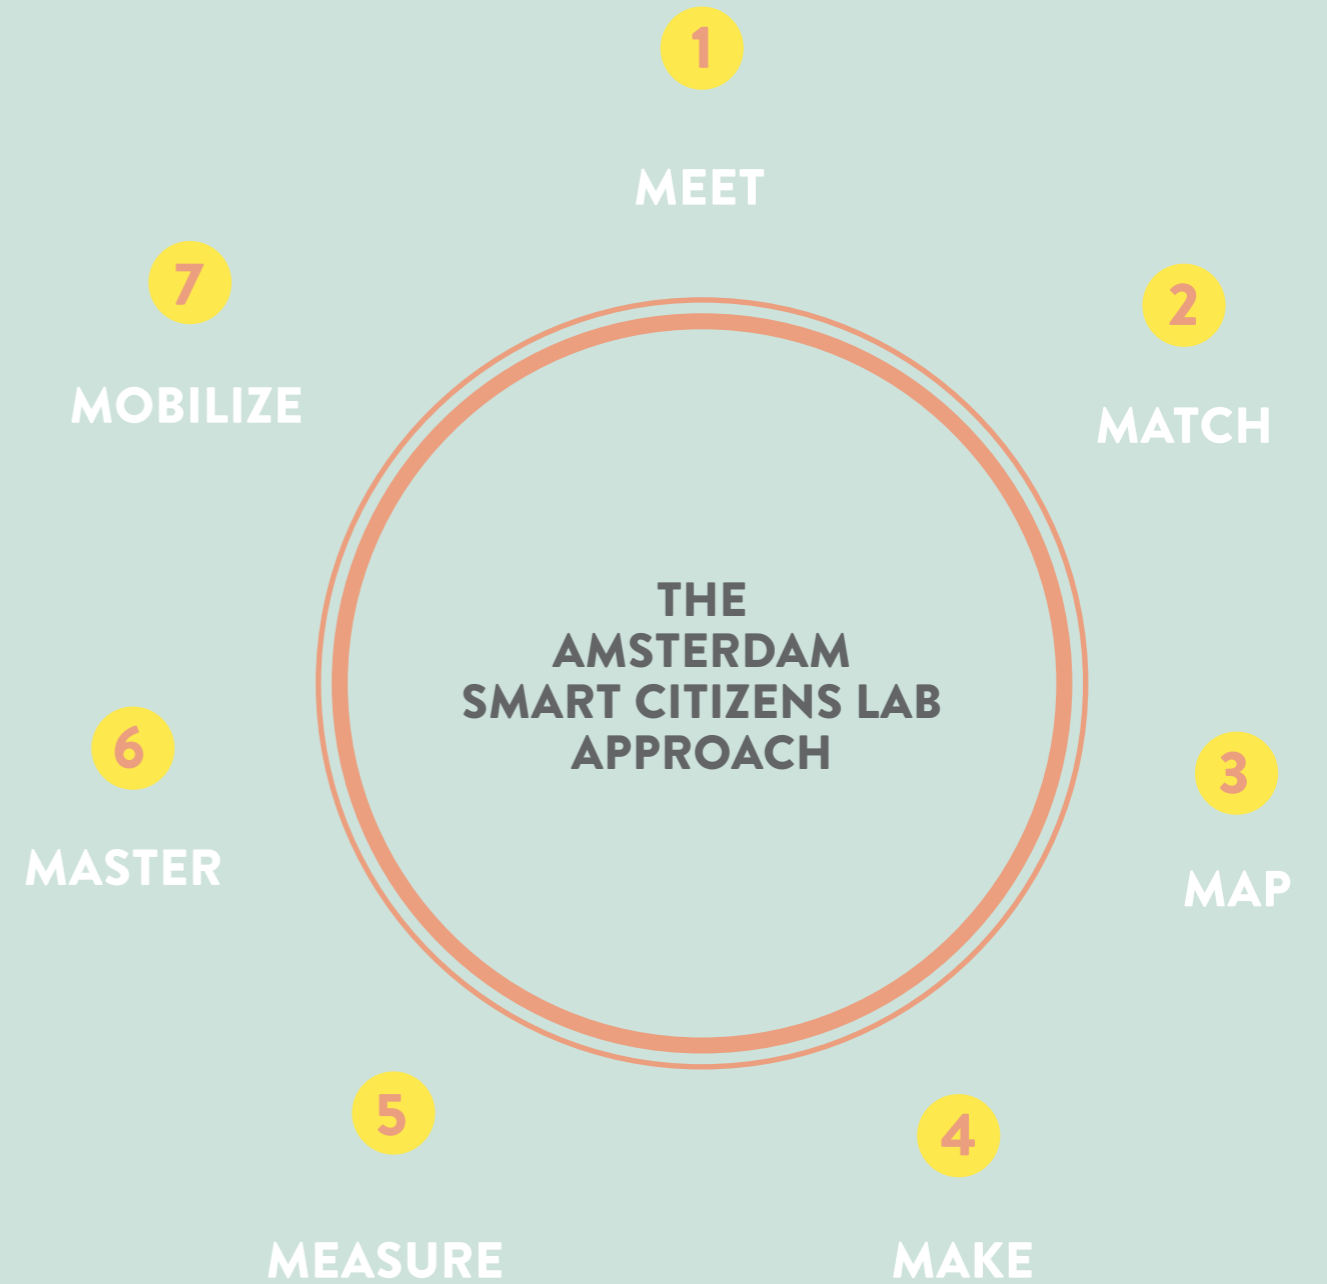 1
MEET
2
MATCH
3
MAP
4
MAKE
5
MEASURE
6
MASTER
7
MOBILIZE
THE
AMSTERDAM
SMART CITIZENS LAB
APPROACH